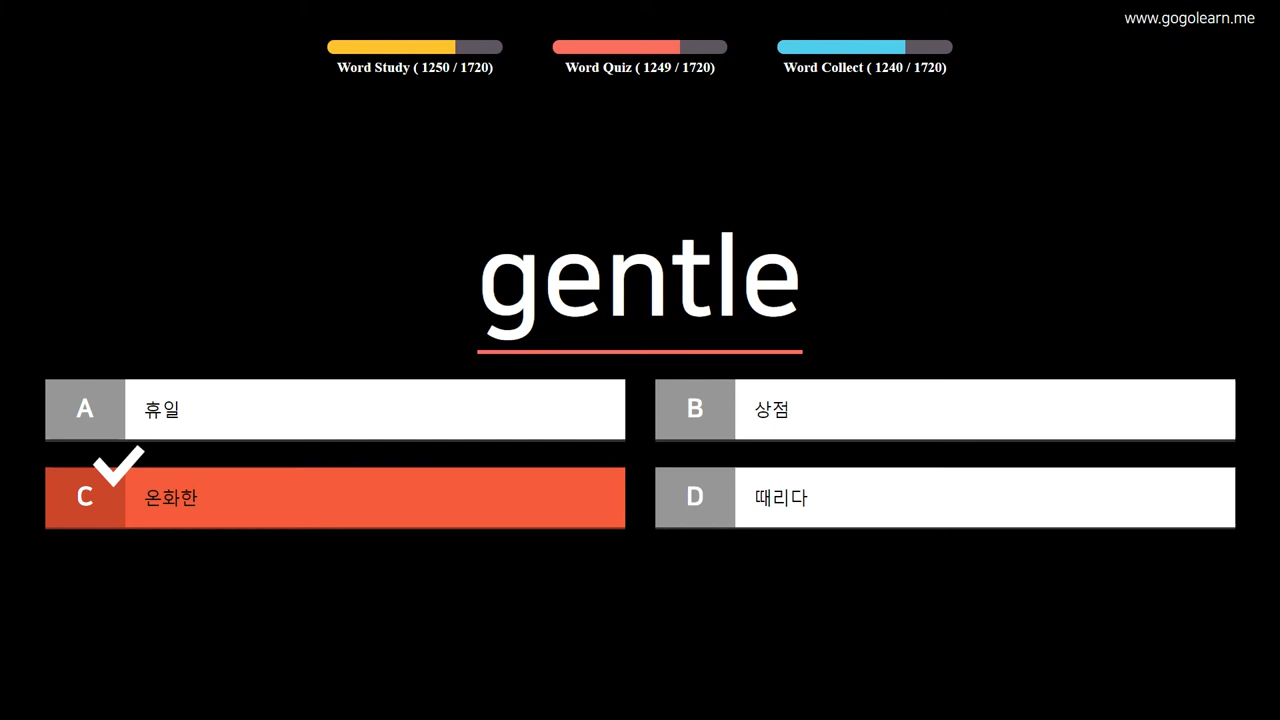 www.gogolearn.me
Word Study ( 1250 / 1720)
Word Quiz ( 1249 / 1720)
Word Collect ( 1240 / 1720)
gentle
A 휴일
B 상점
C 온화한
D 때리다